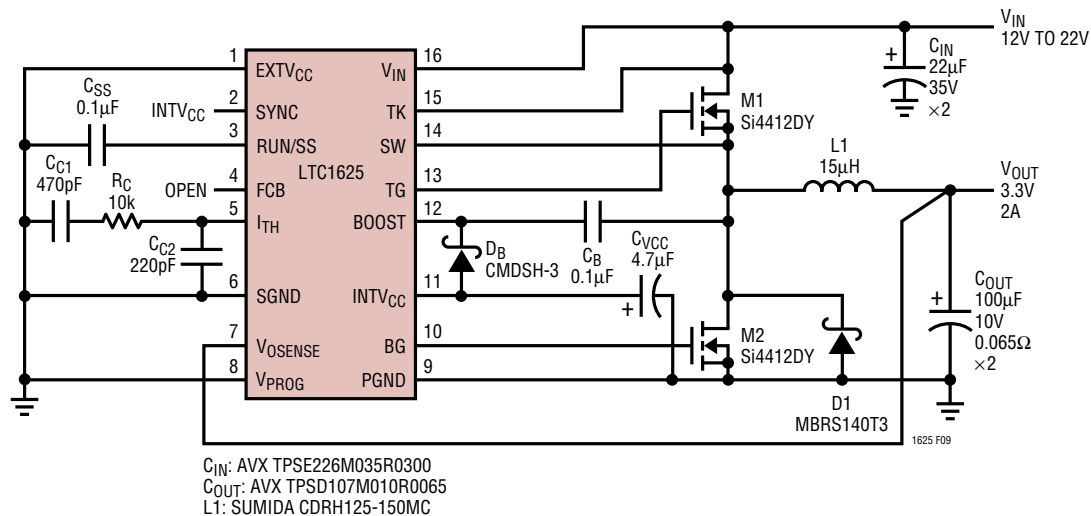 1
EXTVCC
VIN
16
2
SYNC
TK
15
3
RUN/SS
SW
14
LTC1625
4
FCB
TG
13
5
ITH
BOOST
12
INTVCC
11
6
SGND
7
VOSENSE
BG
10
8
VPROG
PGND
9
CSS
0.1µF
INTVCC
CC1
470pF
RC
10k
OPEN
CC2
220pF
DB
CMDSH-3
CB
0.1µF
CVCC
4.7µF
+
M1
Si4412DY
M2
Si4412DY
L1
15µH
D1
MBRS140T3
VIN
12V TO 22V
+
CIN
22µF
35V
×2
VOUT
3.3V
2A
+
COUT
100µF
10V
0.065Ω
×2
1625 F09
CIN: AVX TPSE226M035R0300
COUT: AVX TPSD107M010R0065
L1: SUMIDA CDRH125-150MC